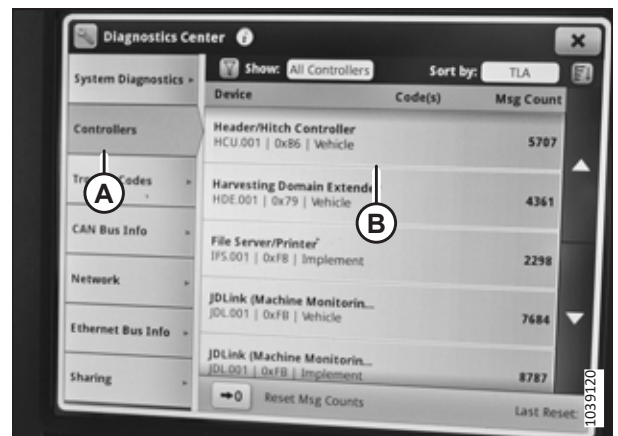 Diagnostics Center
System Diagnostics
Show: All Controllers Sort by: TLA
Device Code(s) Msg Count
Controllers
Header/Hitch Controller
HCU.001 | 0x86 | Vehicle 5707
A
Codes
Harvesting Domain Extende
HDE.001 | 0x79 | Vehicle 4361
B
CAN Bus Info
File Server/Printer
IFS.001 | 0xFB | Implement 2298
Network
JDLink (Machine Monitorin...
JDL.001 | 0xFB | Vehicle 7684
Ethernet Bus Info
JDLink (Machine Monitorin...
JDL.001 | 0xFB | Implement 8787
Sharing
→0 Reset Msg Counts Last Reset:
1039120